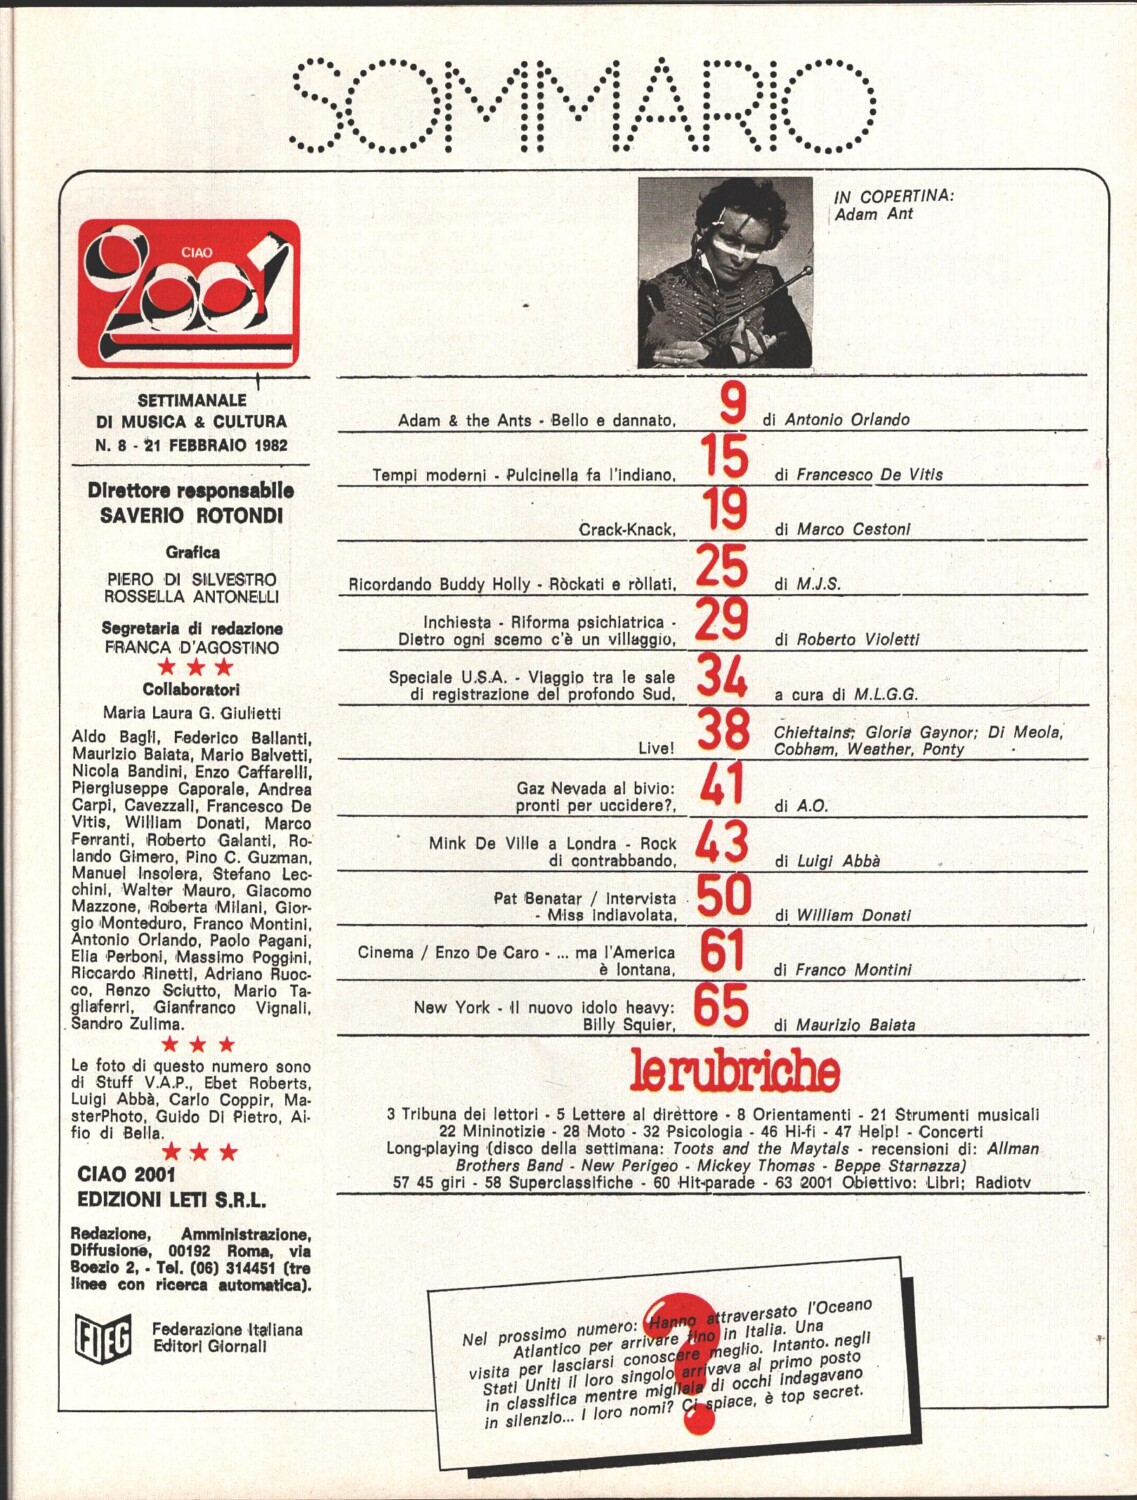 SOMMARIO
IN COPERTINA:
Adam Ant
CIAO
2001
SETTIMANALE
DI MUSICA & CULTURA
N. 8 - 21 FEBBRAIO 1982
Direttore responsabile
SAVERIO ROTONDI
Grafica
PIERO DI SILVESTRO
ROSSELLA ANTONELLI
Segretaria di redazione
FRANCA D'AGOSTINO
Collaboratori
Maria Laura G. Giulietti
Aldo Bagli, Federico Ballanti,
Maurizio Baiata, Mario Balvetti,
Nicola Bandini, Enzo Caffarelli,
Piergiuseppe Caporale, Andrea
Carpi, Cavezzali, Francesco De
Vitis, William Donati, Marco
Ferranti, Roberto Galanti, Ro-
lando Gimero, Pino C. Guzman,
Manuel Insolera, Stefano Lec-
chini, Walter Mauro, Giacomo
Mazzone, Roberta Milani, Gior-
gio Monteduro, Franco Montini,
Antonio Orlando, Paolo Pagani,
Elia Perboni, Massimo Poggini,
Riccardo Rinetti, Adriano Ruoc-
co, Renzo Sciutto, Mario Ta-
gliaferri, Gianfranco Vignali,
Sandro Zulima.
Le foto di questo numero sono
di Stuff V.A.P., Ebet Roberts,
Luigi Abbà, Carlo Coppir, Ma-
sterPhoto, Guido Di Pietro, Ai-
fio di Bella.
CIAO 2001
EDIZIONI LETI S.R.L.
Redazione, Amministrazione,
Diffusione, 00192 Roma, via
Boezio 2, - Tel. (06) 314451 (tre
linee con ricerca automatica).
FIEG
Federazione Italiana
Editori Giornali
Adam & the Ants - Bello e dannato, 9 di Antonio Orlando
Tempi moderni - Pulcinella fa l'indiano, 15 di Francesco De Vitis
Crack-Knack, 19 di Marco Cestoni
Ricordando Buddy Holly - Ròckati e ròllati, 25 di M.J.S.
Inchiesta - Riforma psichiatrica -
Dietro ogni scemo c'è un villaggio, 29 di Roberto Violetti
Speciale U.S.A. - Viaggio tra le sale
di registrazione del profondo Sud, 34 a cura di M.L.G.G.
Live! 38 Chieftains; Gloria Gaynor; Di Meola,
Cobham, Weather, Ponty
Gaz Nevada al bivio:
pronti per uccidere?, 41 di A.O.
Mink De Ville a Londra - Rock
di contrabbando, 43 di Luigi Abbà
Pat Benatar / Intervista
- Miss Indiavolata, 50 di William Donati
Cinema / Enzo De Caro - ... ma l'America
è lontana, 61 di Franco Montini
New York - Il nuovo idolo heavy:
Billy Squier, 65 di Maurizio Baiata
le rubriche
3 Tribuna dei lettori - 5 Lettere al direttore - 8 Orientamenti - 21 Strumenti musicali
22 Mininotizie - 28 Moto - 32 Psicologia - 46 Hi-fi - 47 Help! - Concerti
Long-playing (disco della settimana: Toots and the Maytals - recensioni di: Allman
Brothers Band - New Perigeo - Mickey Thomas - Beppe Starnazza)
57 45 giri - 58 Superclassifiche - 60 Hit-parade - 63 2001 Obiettivo: Libri; Radiotv
Nel prossimo numero: Hanno attraversato l'Oceano
Atlantico per arrivare fino in Italia. Una
visita per lasciarsi conoscere meglio. Intanto, negli
Stati Uniti il loro singolo arrivava al primo posto
in classifica mentre migliaia di occhi indagavano
in silenzio... I loro nomi? Ci spiace, è top secret.